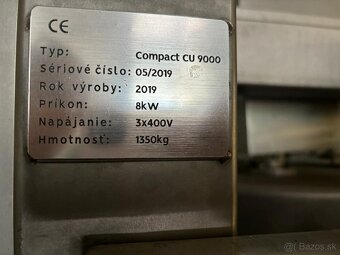 CE
Typ: Compact CU 9000
Sériové číslo: 05/2019
Rok výroby: 2019
Príkon: 8kW
Napájanie: 3x400V
Hmotnosť: 1350kg
Bazos.sk